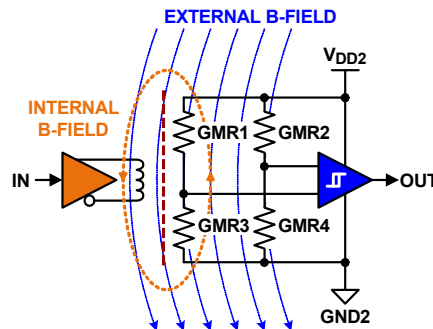 EXTERNAL B-FIELD
VDD2
INTERNAL
B-FIELD
GMR1
GMR2
IN
OUT
GMR3
GMR4
GND2